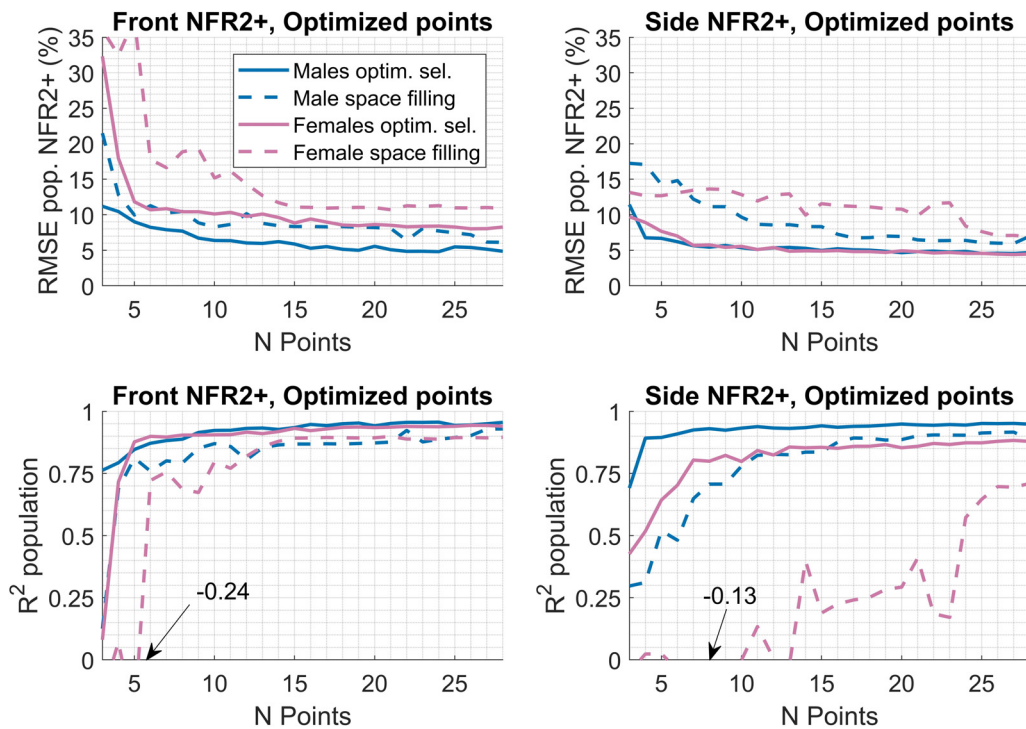 Front NFR2+, Optimized points
RMSE pop. NFR2+ (%)
35
30
25
20
15
10
5
0
Males optim. sel.
Male space filling
Females optim. sel.
Female space filling
5 10 15 20 25
N Points
Side NFR2+, Optimized points
RMSE pop. NFR2+ (%)
35
30
25
20
15
10
5
0
5 10 15 20 25
N Points
Front NFR2+, Optimized points
R² population
1
0.75
0.5
0.25
0
-0.24
5 10 15 20 25
N Points
Side NFR2+, Optimized points
R² population
1
0.75
0.5
0.25
0
-0.13
5 10 15 20 25
N Points